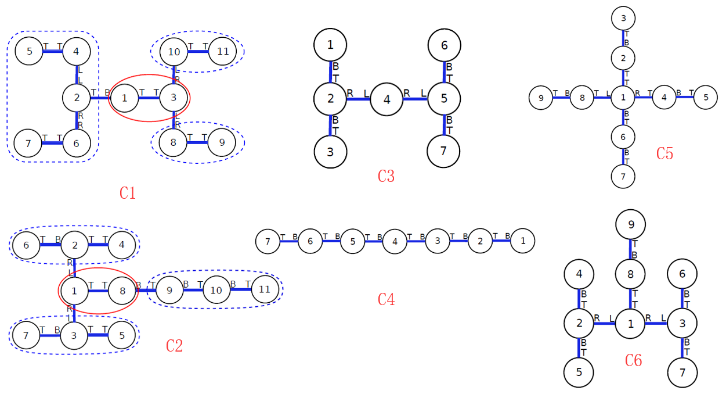 5 T T 4
L
L
2 T B 1 T T 3
R
R
7 T T 6
10 T T 11
L
R
L
R
8 T T 9
C1
1
B
T
2 R L 4 R L 5
B
T
3
6
B
T
B
T
7
C3
3
T
B
2
T
T
9 T B 8 T L 1 R T 4 B T 5
B
T
6
B
T
7
C5
6 T B 2 T T 4
R
L
1 T T 8 B T 9 B T 10 B T 11
R
L
7 T B 3 T T 5
C2
7 T B 6 T B 5 T B 4 T B 3 T B 2 T B 1
C4
9
T
B
4 8 6
B T B
T T T
2 R L 1 R L 3
B B
T T
5 7
C6